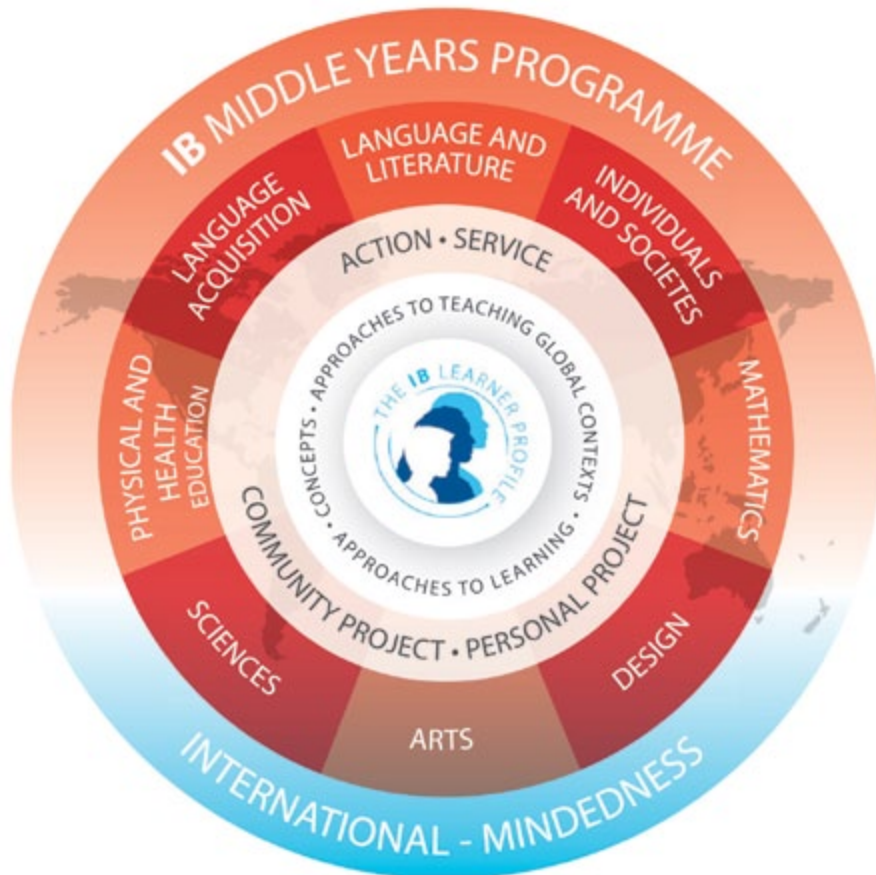 IB MIDDLE YEARS PROGRAMME
LANGUAGE AND
LITERATURE
INDIVIDUALS
AND SOCIETES
MATHEMATICS
DESIGN
ARTS
SCIENCES
PHYSICAL AND
HEALTH
EDUCATION
LANGUAGE
ACQUISITION
ACTION • SERVICE
COMMUNITY PROJECT • PERSONAL PROJECT
APPROACHES TO TEACHING GLOBAL CONTEXTS •
• CONCEPTS •
APPROACHES TO LEARNING
THE IB LEARNER PROFILE
INTERNATIONAL - MINDEDNESS